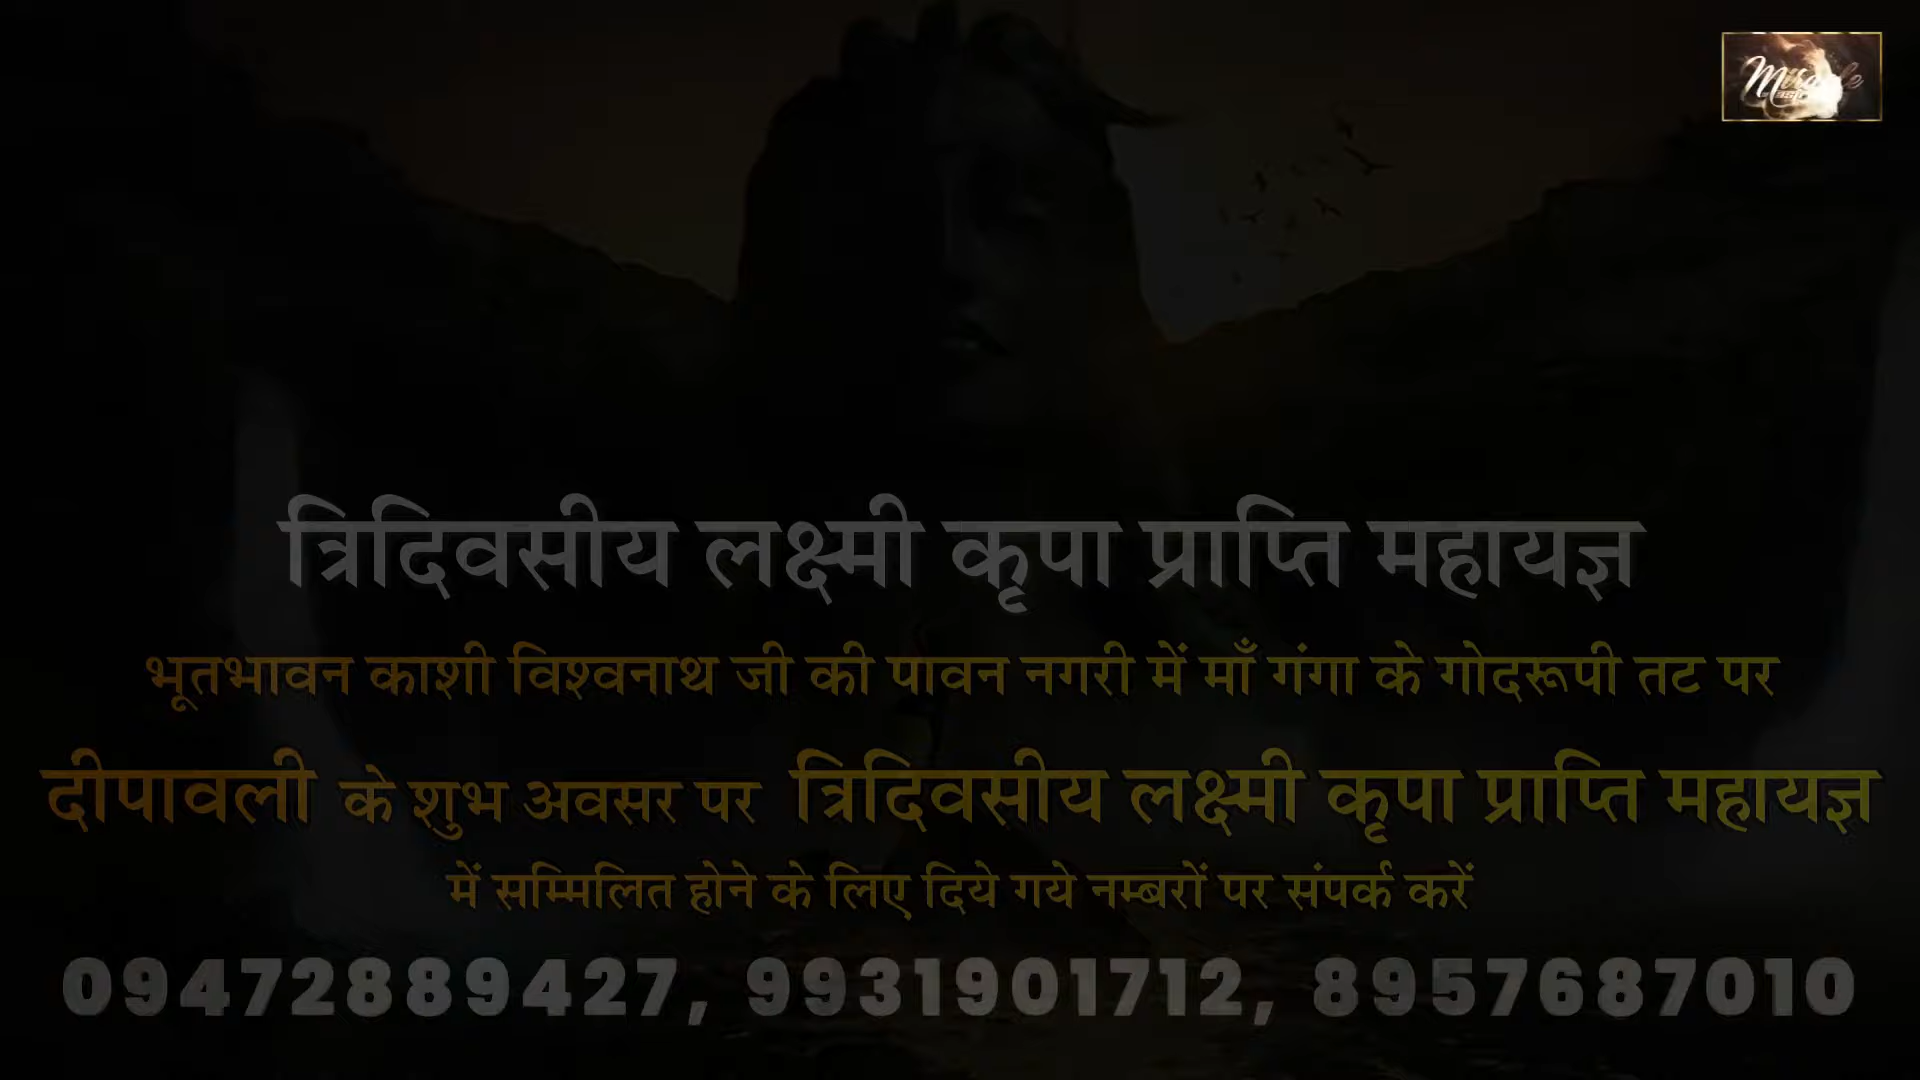 त्रिदिवसीय लक्ष्मी कृपा प्राप्ति महायज्ञ
भूतभावन काशी विश्वनाथ जी की पावन नगरी में माँ गंगा के गोदरूपी तट पर
दीपावली के शुभ अवसर पर त्रिदिवसीय लक्ष्मी कृपा प्राप्ति महायज्ञ
में सम्मिलित होने के लिए दिये गये नम्बरों पर संपर्क करें
09472889427, 9931901712, 8957687010